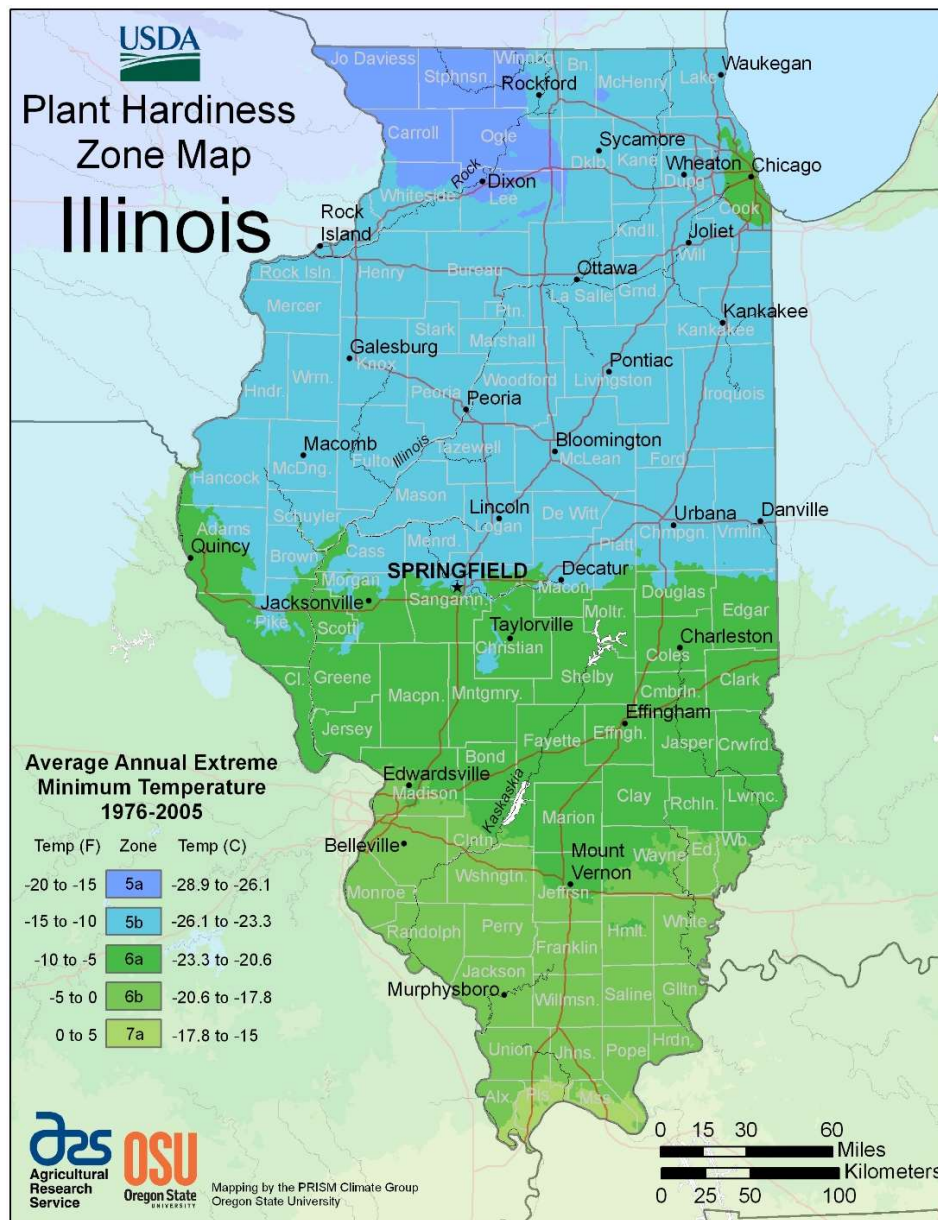 USDA
Plant Hardiness
Zone Map
Illinois
Jo Daviess
Stphnsn.
Winnbg.
Bn.
McHenry
Lake
Waukegan
Rockford
Carroll
Ogle
Sycamore
Dklb.
Kane
Wheaton
Dupg.
Chicago
Cook
Rock
Dixon
Whiteside
Lee
Rock
Island
Kndll.
Joliet
Will
Rock Isln.
Henry
Bureau
Ottawa
La Salle
Grnd.
Mercer
Ptn.
Kankakee
Kankakee
Stark
Marshall
Galesburg
Knox
Pontiac
Livingston
Hndr.
Wrrn.
Peoria
Woodford
Iroquois
Peoria
Macomb
McDng.
Fulton
Illinois
Tazewell
Bloomington
McLean
Ford
Hancock
Mason
Schuyler
Lincoln
Logan
De Witt
Urbana
Chmpgn.
Danville
Vrmln.
Adams
Quincy
Brown
Cass
Menrd.
Piatt
Morgan
SPRINGFIELD
Decatur
Macon
Jacksonville
Sangamn.
Moltr.
Douglas
Edgar
Pike
Scott
Taylorville
Christian
Charleston
Coles
Cl.
Greene
Macpn.
Mntgmry.
Shelby
Cmbrln.
Clark
Jersey
Effingham
Fayette
Effngh.
Jasper
Crwfrd.
Bond
Edwardsville
Madison
Kaskaskia
Clay
Rchln.
Lwrnc.
Marion
Belleville
Clntn.
Mount
Vernon
Wayne
Ed.
Wb.
Monroe
Wshngtn.
Jeffrsn.
Randolph
Perry
Hmlt.
White
Franklin
Jackson
Murphysboro
Willmsn.
Saline
Glltn.
Union
Jhns.
Pope
Hrdn.
Alx.
Pls.
Mss.
Average Annual Extreme
Minimum Temperature
1976-2005
Temp (F) Zone Temp (C)
-20 to -15 5a -28.9 to -26.1
-15 to -10 5b -26.1 to -23.3
-10 to -5 6a -23.3 to -20.6
-5 to 0 6b -20.6 to -17.8
0 to 5 7a -17.8 to -15
ars
Agricultural
Research
Service
OSU
Oregon State
UNIVERSITY
Mapping by the PRISM Climate Group
Oregon State University
0 15 30 60
Miles
Kilometers
0 25 50 100